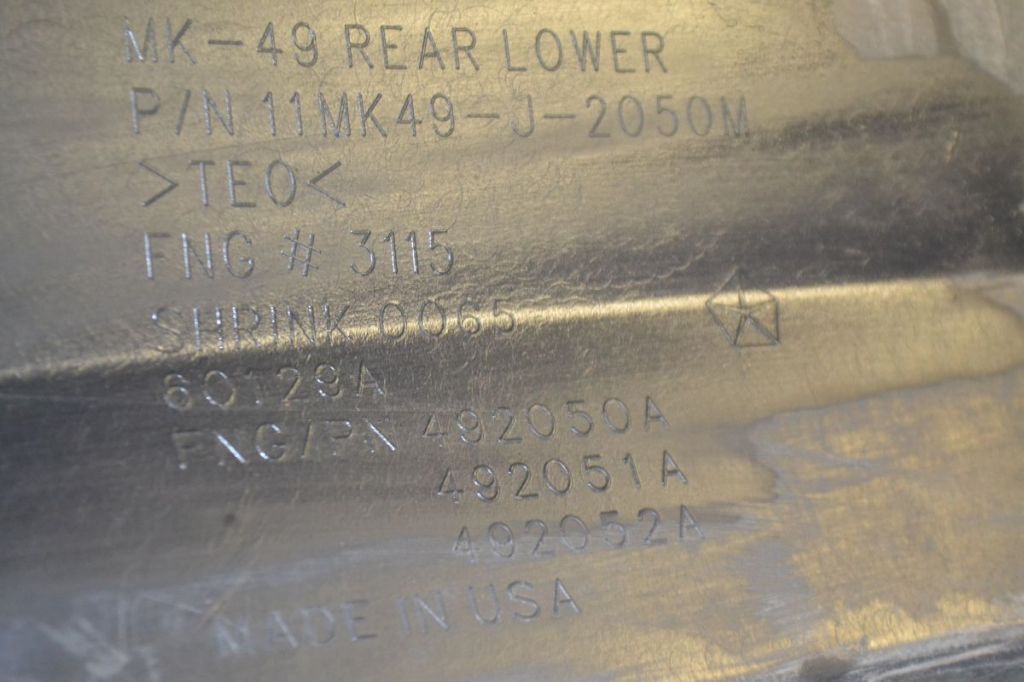 MK-49 REAR LOWER
P/N 11MK49-J-2050M
>TEO<
FNG # 3115
SHRINK 0065
60T29A
FNG/PN 492050A
492051A
492052A
MADE IN USA